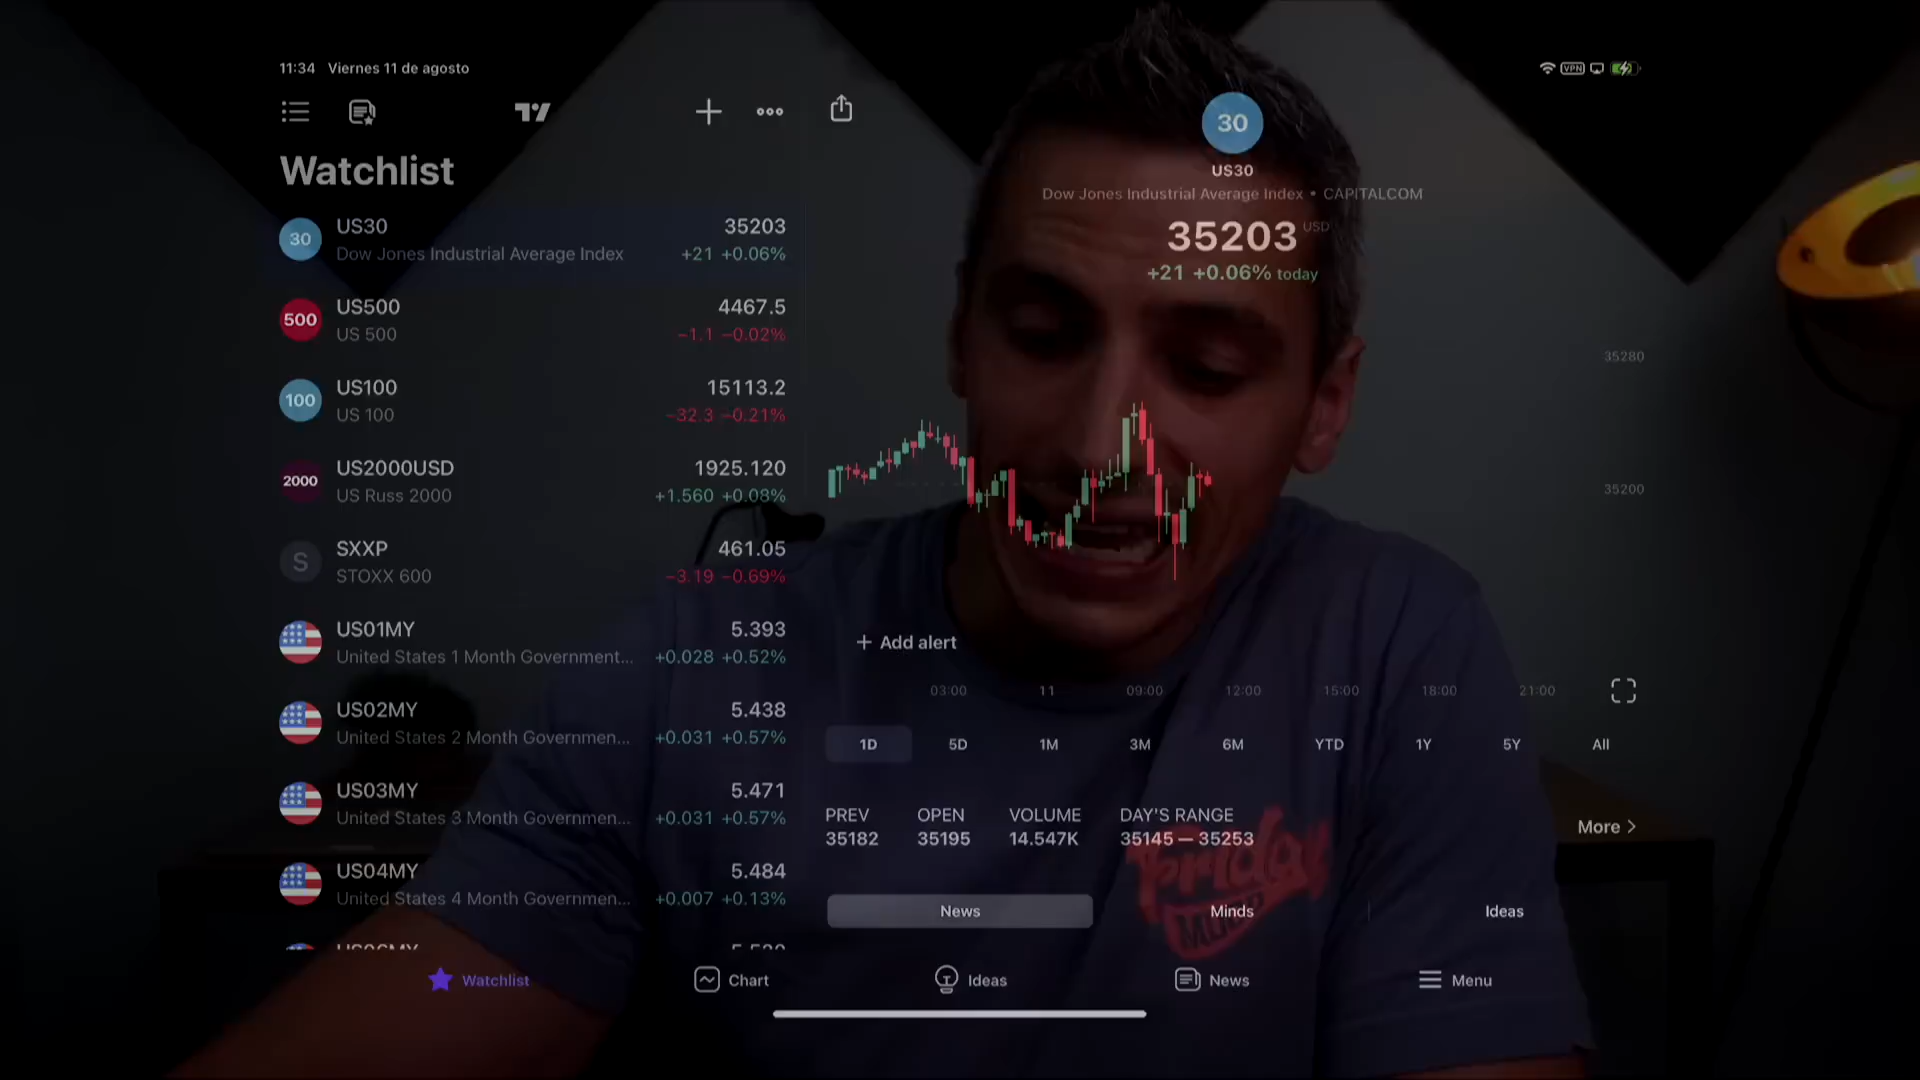 11:34 Viernes 11 de agosto
VPN
Watchlist
30
US30
Dow Jones Industrial Average Index
35203
+21 +0.06%
500
US500
US 500
4467.5
−1.1 −0.02%
100
US100
US 100
15113.2
−32.3 −0.21%
2000
US2000USD
US Russ 2000
1925.120
+1.560 +0.08%
S
SXXP
STOXX 600
461.05
−3.19 −0.69%
US01MY
United States 1 Month Government...
5.393
+0.028 +0.52%
US02MY
United States 2 Month Governmen...
5.438
+0.031 +0.57%
US03MY
United States 3 Month Governmen...
5.471
+0.031 +0.57%
US04MY
United States 4 Month Governmen...
5.484
+0.007 +0.13%
30
US30
Dow Jones Industrial Average Index • CAPITALCOM
35203 USD
+21 +0.06% today
35280
35200
+ Add alert
03:00 11 09:00 12:00 15:00 18:00 21:00
1D 5D 1M 3M 6M YTD 1Y 5Y All
PREV OPEN VOLUME DAY'S RANGE
35182 35195 14.547K 35145 — 35253
More >
News Minds Ideas
Watchlist Chart Ideas News Menu